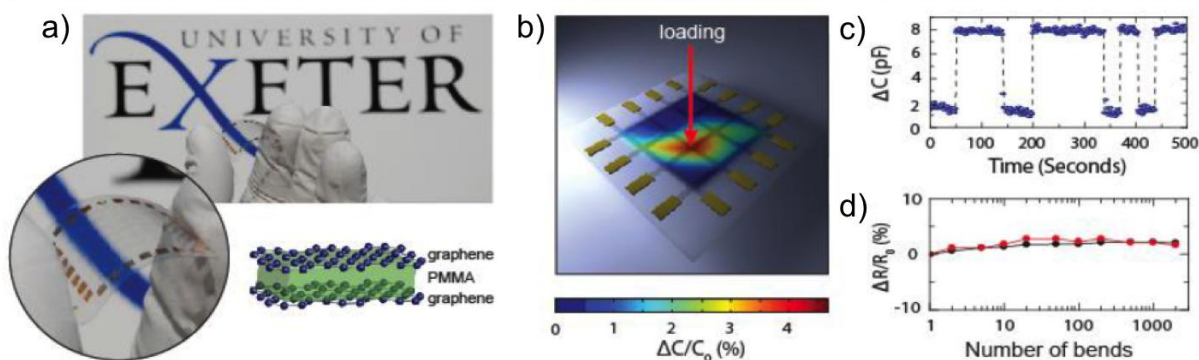 a)
UNIVERSITY OF
EXETER
graphene
PMMA
graphene
b)
loading
0 1 2 3 4
ΔC/C₀ (%)
c)
ΔC (pF)
8
6
4
2
0
0 100 200 300 400 500
Time (Seconds)
d)
ΔR/R₀ (%)
10
0
-10
1 10 100 1000
Number of bends